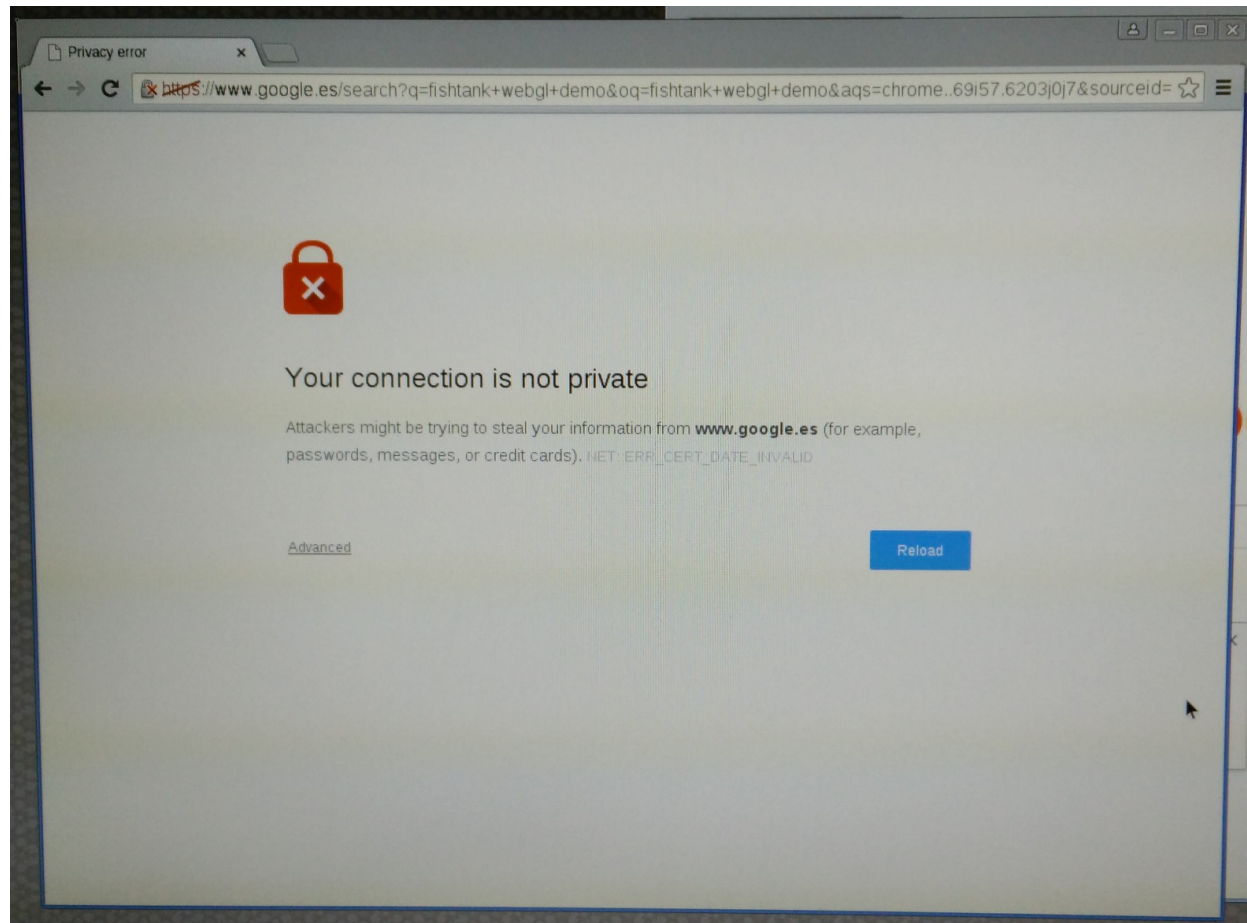 Privacy error
https://www.google.es/search?q=fishtank+webgl+demo&oq=fishtank+webgl+demo&aqs=chrome..69i57.6203j0j7&sourceid=
Your connection is not private
Attackers might be trying to steal your information from www.google.es (for example,
passwords, messages, or credit cards). NET::ERR_CERT_DATE_INVALID
Advanced
Reload